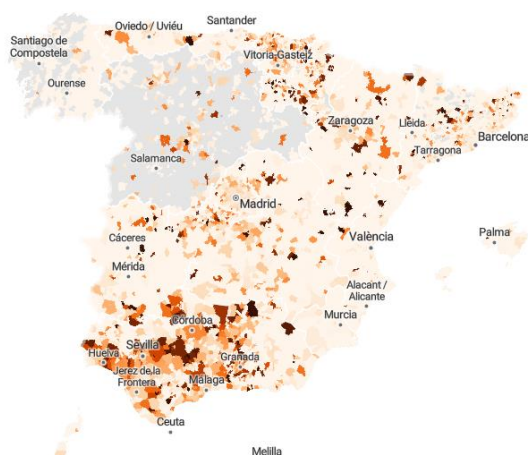 Santander
Oviedo / Uviéu
Santiago de
Compostela
Vitoria-Gasteiz
Ourense
Zaragoza
Lleida
Barcelona
Tarragona
Salamanca
Madrid
Palma
Cáceres
València
Mérida
Alacant /
Alicante
Murcia
Córdoba
Sevilla
Huelva
Granada
Jerez de la
Frontera
Málaga
Ceuta
Melilla